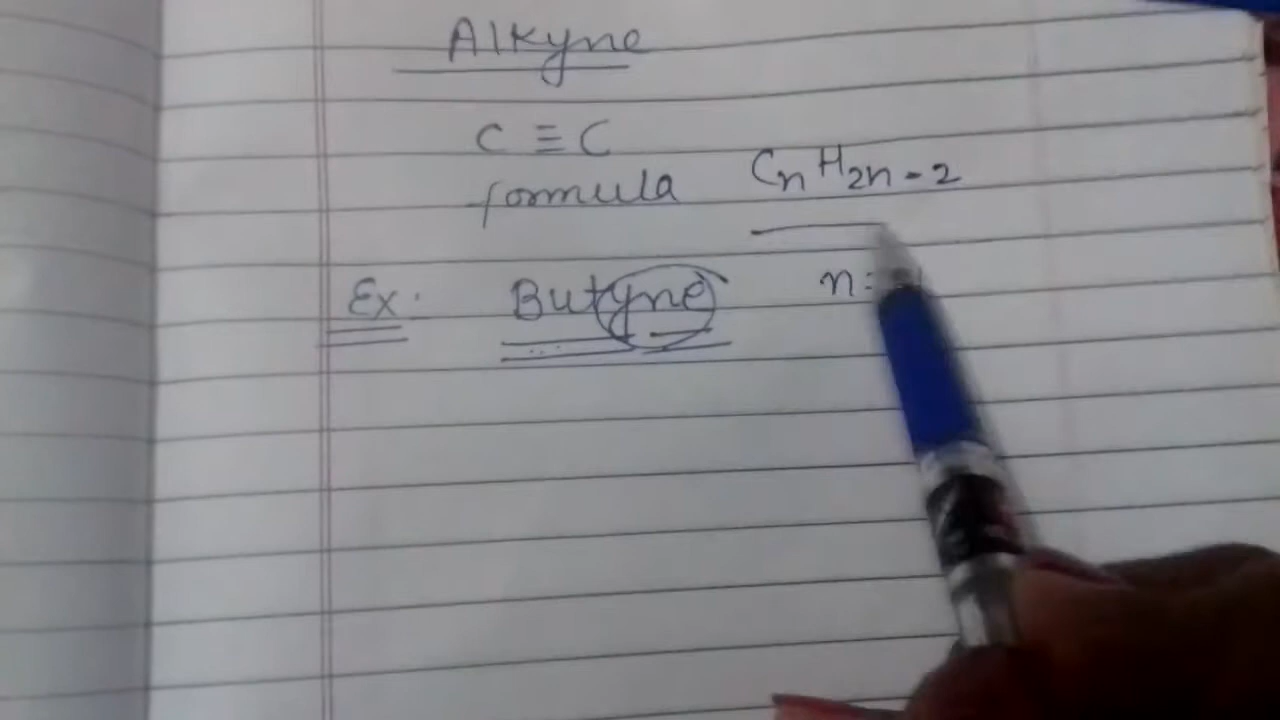 Alkyne
C ≡ C
formula CnH2n-2
Ex: Butyne n=